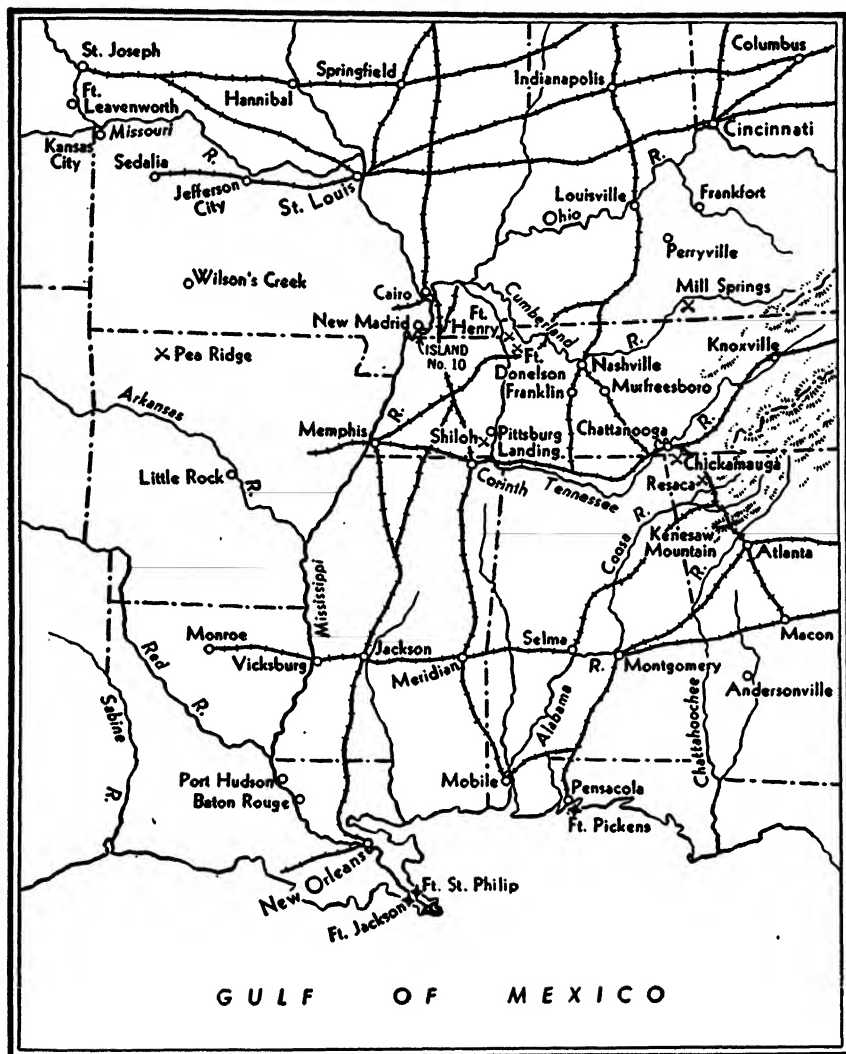 St. Joseph
Columbus
Springfield
Indianapolis
Ft.
Leavenworth
Hannibal
Missouri
R.
Kansas
City
Cincinnati
Sedalia
Jefferson
City
St. Louis
R.
Louisville
Ohio
Frankfort
Perryville
Wilson's Creek
Cairo
Cumberland
R.
Mill Springs
New Madrid
Ft.
Henry
ISLAND
No. 10
Pea Ridge
Ft.
Donelson
Nashville
Knoxville
Franklin
Murfreesboro
Arkansas
R.
Memphis
R.
Shiloh
Pittsburg
Landing
Chattanooga
R.
Chickamauga
Little Rock
Corinth
Tennessee
Resaca
Coosa
R.
Kenesaw
Mountain
Atlanta
R.
Mississippi
Monroe
Vicksburg
Jackson
Meridian
Selma
R.
Montgomery
Macon
Red
R.
Alabama
Andersonville
Chattahoochee
Sabine
R.
Port Hudson
Baton Rouge
Mobile
Pensacola
Ft. Pickens
New Orleans
Ft. St. Philip
Ft. Jackson
GULF OF MEXICO